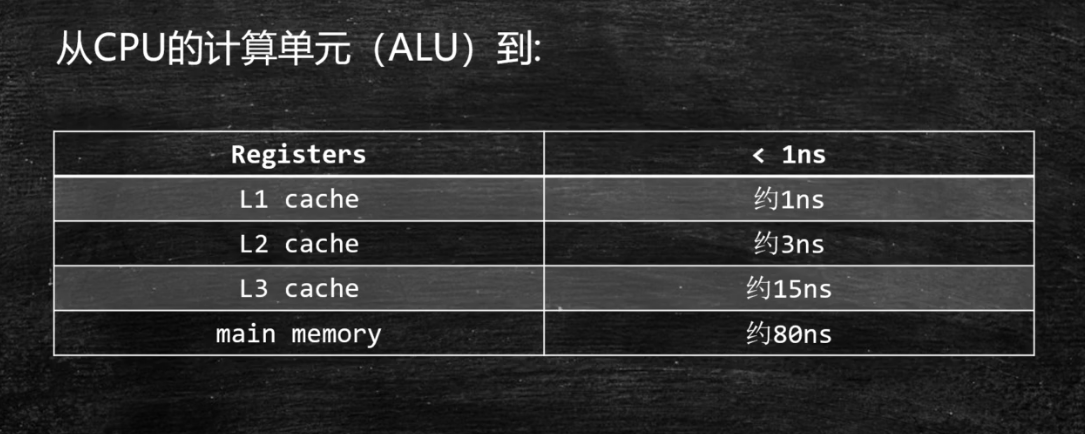 从CPU的计算单元（ALU）到:
Registers < 1ns
L1 cache 约1ns
L2 cache 约3ns
L3 cache 约15ns
main memory 约80ns